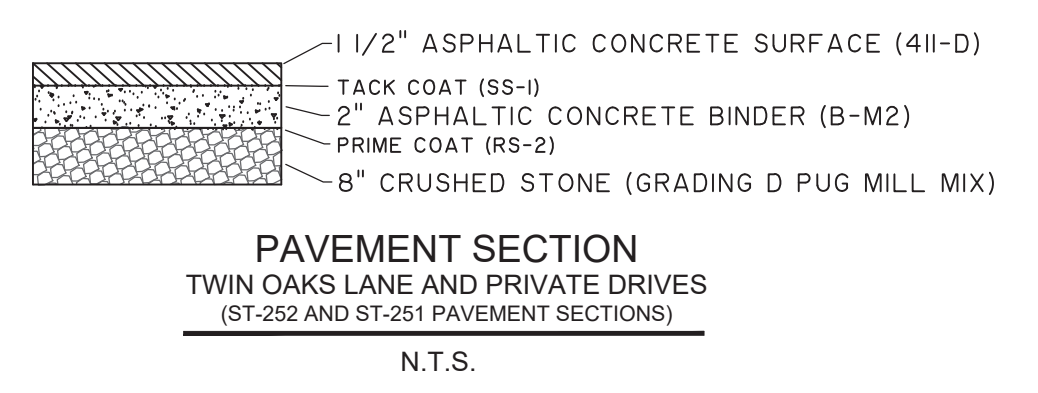 1 1/2" ASPHALTIC CONCRETE SURFACE (411-D)
TACK COAT (SS-1)
2" ASPHALTIC CONCRETE BINDER (B-M2)
PRIME COAT (RS-2)
8" CRUSHED STONE (GRADING D PUG MILL MIX)
PAVEMENT SECTION
TWIN OAKS LANE AND PRIVATE DRIVES
(ST-252 AND ST-251 PAVEMENT SECTIONS)
N.T.S.